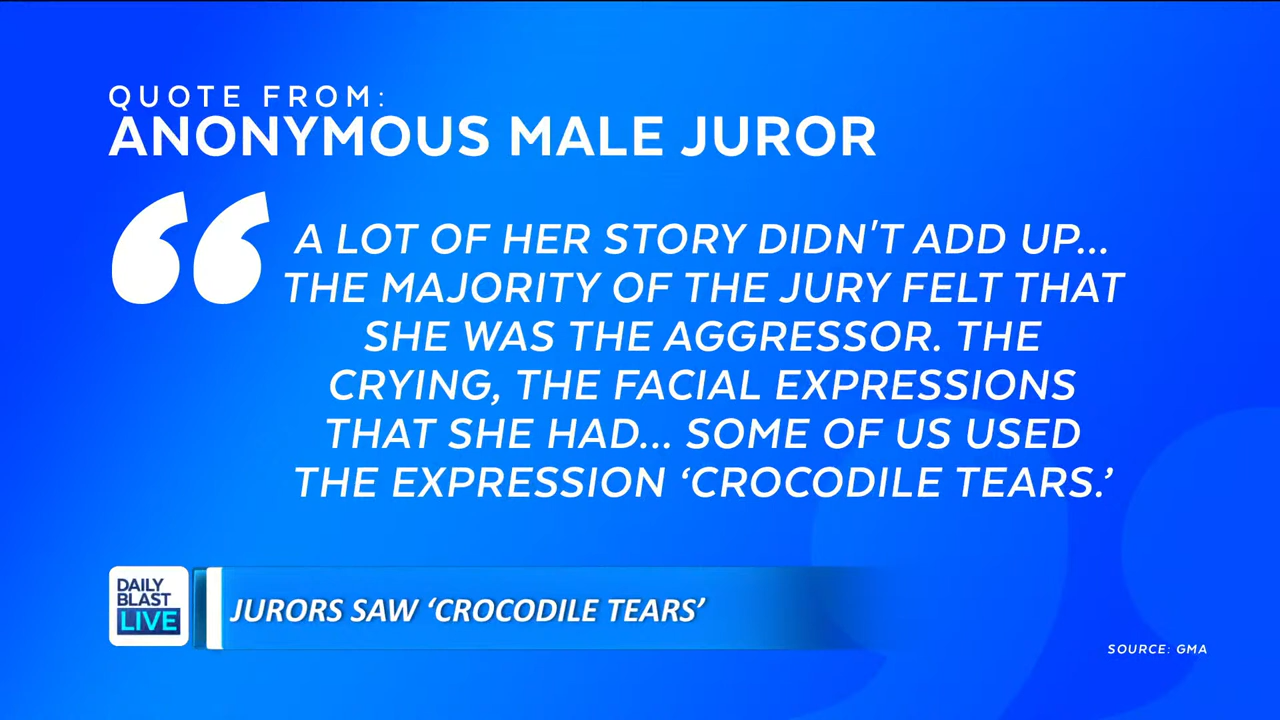 QUOTE FROM:
ANONYMOUS MALE JUROR
“ A LOT OF HER STORY DIDN'T ADD UP...
THE MAJORITY OF THE JURY FELT THAT
SHE WAS THE AGGRESSOR. THE
CRYING, THE FACIAL EXPRESSIONS
THAT SHE HAD... SOME OF US USED
THE EXPRESSION ‘CROCODILE TEARS.’
DAILY
BLAST
LIVE
JURORS SAW ‘CROCODILE TEARS’
SOURCE: GMA